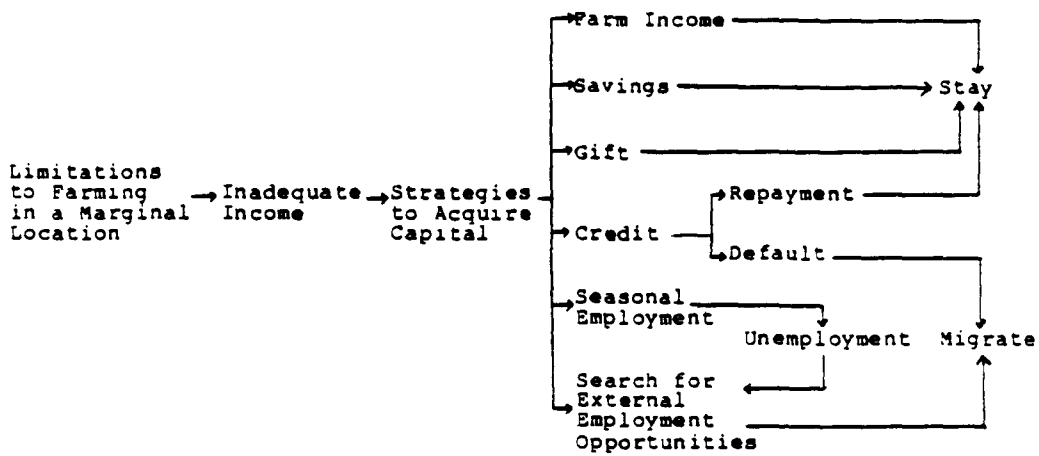 Farm Income
Savings
Stay
Gift
Limitations
to Farming
in a Marginal
Location
Inadequate
Income
Strategies
to Acquire
Capital
Repayment
Credit
Default
Seasonal
Employment
Unemployment
Migrate
Search for
External
Employment
Opportunities